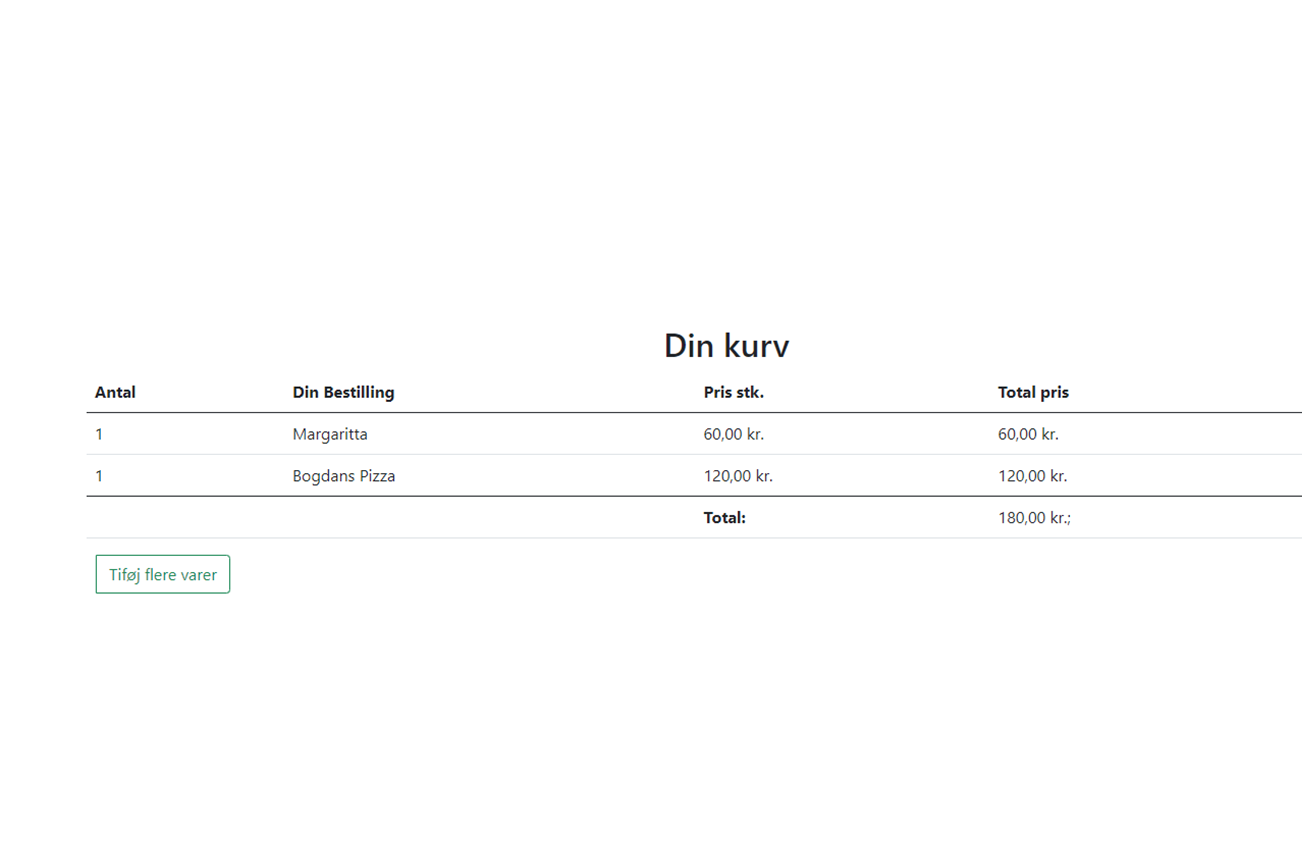 Din kurv
Antal Din Bestilling Pris stk. Total pris
1 Margaritta 60,00 kr. 60,00 kr.
1 Bogdans Pizza 120,00 kr. 120,00 kr.
Total: 180,00 kr.;
Tiføj flere varer